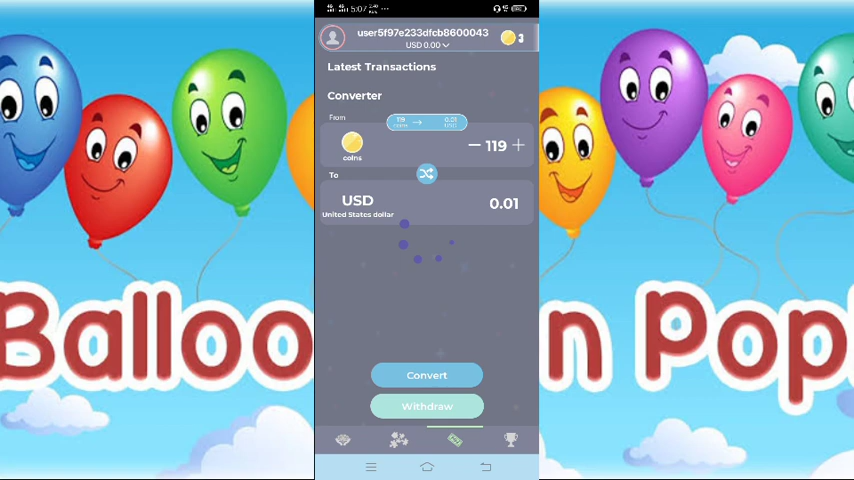 5:07
user5f97e233dfcb8600043
USD 0.00
3
Latest Transactions
Converter
From
119 → 0.01
coins USD
119
coins
To
USD
0.01
United States dollar
Balloo n Pop
Convert
Withdraw